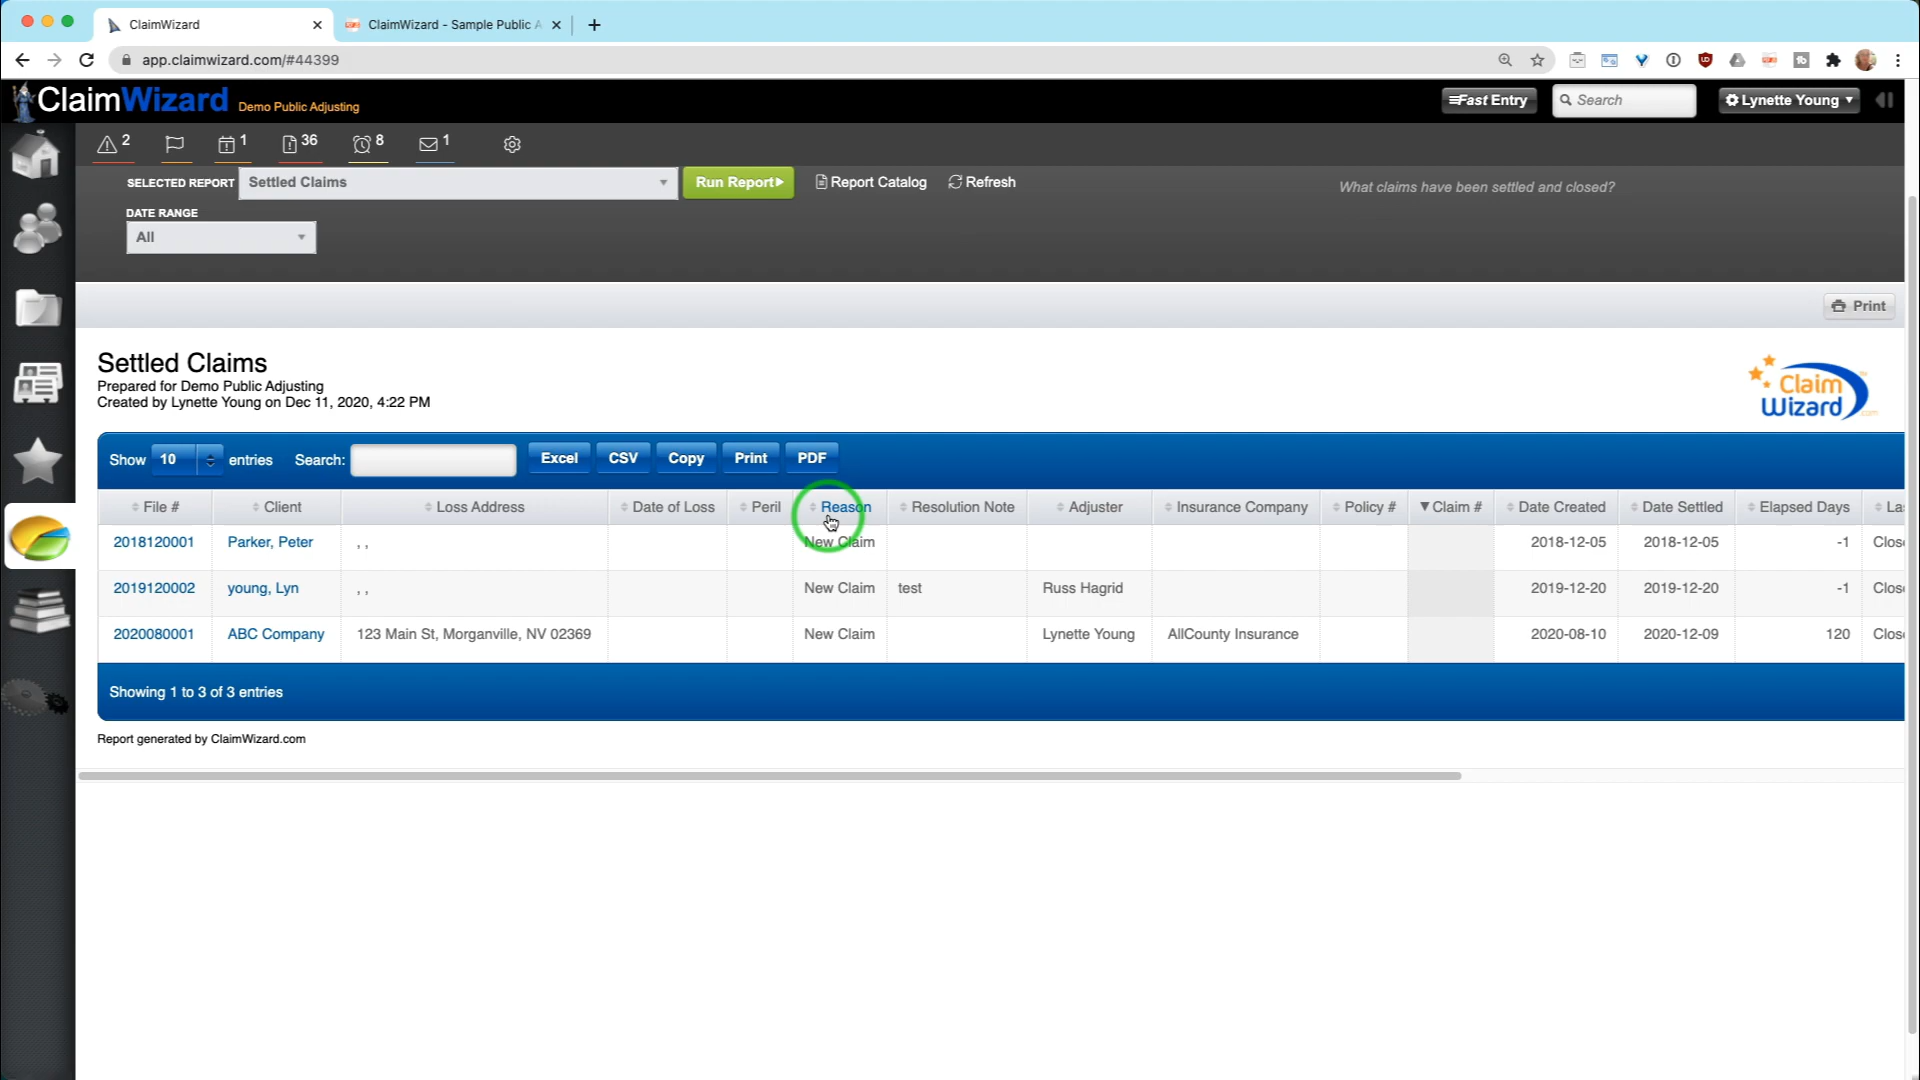 ClaimWizard
ClaimWizard - Sample Public A
app.claimwizard.com/#44399
ClaimWizard Demo Public Adjusting
Fast Entry
Search
Lynette Young
2
1
36
8
1
SELECTED REPORT Settled Claims Run Report Report Catalog Refresh
What claims have been settled and closed?
DATE RANGE
All
Print
Settled Claims
Prepared for Demo Public Adjusting
Created by Lynette Young on Dec 11, 2020, 4:22 PM
Claim
Wizard
Show 10 entries Search: Excel CSV Copy Print PDF
File # Client Loss Address Date of Loss Peril Reason Resolution Note Adjuster Insurance Company Policy # Claim # Date Created Date Settled Elapsed Days Las
2018120001 Parker, Peter , , New Claim 2018-12-05 2018-12-05 -1 Close
2019120002 young, Lyn , , New Claim test Russ Hagrid 2019-12-20 2019-12-20 -1 Close
2020080001 ABC Company 123 Main St, Morganville, NV 02369 New Claim Lynette Young AllCounty Insurance 2020-08-10 2020-12-09 120 Close
Showing 1 to 3 of 3 entries
Report generated by ClaimWizard.com